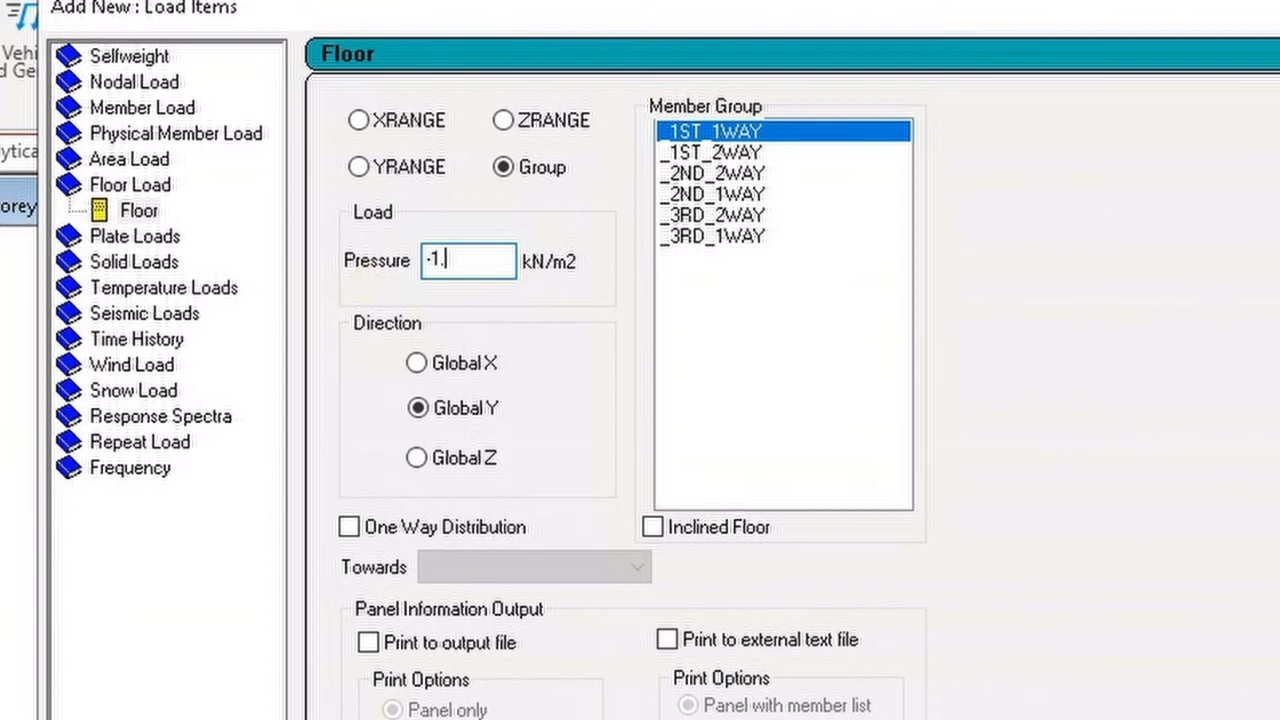 Add New : Load Items
Vehi
d Ge
ytica
orey
Selfweight
Nodal Load
Member Load
Physical Member Load
Area Load
Floor Load
Floor
Plate Loads
Solid Loads
Temperature Loads
Seismic Loads
Time History
Wind Load
Snow Load
Response Spectra
Repeat Load
Frequency
Floor
XRANGE
ZRANGE
YRANGE
Group
Load
Pressure -1. kN/m2
Direction
Global X
Global Y
Global Z
One Way Distribution
Towards
Member Group
_1ST_1WAY
_1ST_2WAY
_2ND_2WAY
_2ND_1WAY
_3RD_2WAY
_3RD_1WAY
Inclined Floor
Panel Information Output
Print to output file
Print Options
Panel only
Print to external text file
Print Options
Panel with member list